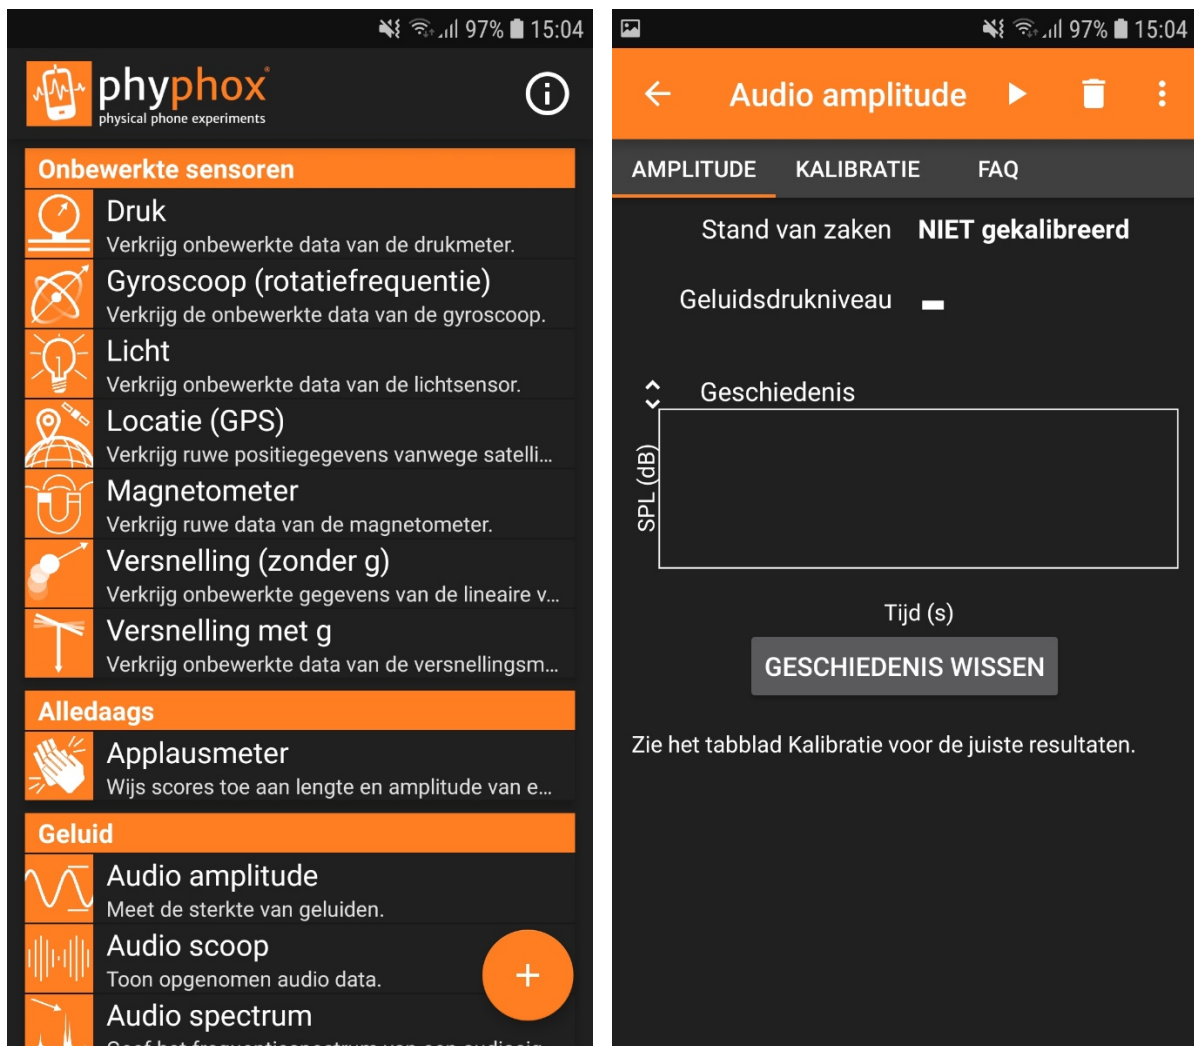 97% 15:04
phyphox®
physical phone experiments
Onbewerkte sensoren
Druk
Verkrijg onbewerkte data van de drukmeter.
Gyroscoop (rotatiefrequentie)
Verkrijg de onbewerkte data van de gyroscoop.
Licht
Verkrijg onbewerkte data van de lichtsensor.
Locatie (GPS)
Verkrijg ruwe positiegegevens vanwege satelli...
Magnetometer
Verkrijg ruwe data van de magnetometer.
Versnelling (zonder g)
Verkrijg onbewerkte gegevens van de lineaire v...
Versnelling met g
Verkrijg onbewerkte data van de versnellingsm...
Alledaags
Applausmeter
Wijs scores toe aan lengte en amplitude van e...
Geluid
Audio amplitude
Meet de sterkte van geluiden.
Audio scoop
Toon opgenomen audio data.
Audio spectrum
97% 15:04
Audio amplitude
AMPLITUDE KALIBRATIE FAQ
Stand van zaken NIET gekalibreerd
Geluidsdrukniveau -
Geschiedenis
SPL (dB)
Tijd (s)
GESCHIEDENIS WISSEN
Zie het tabblad Kalibratie voor de juiste resultaten.